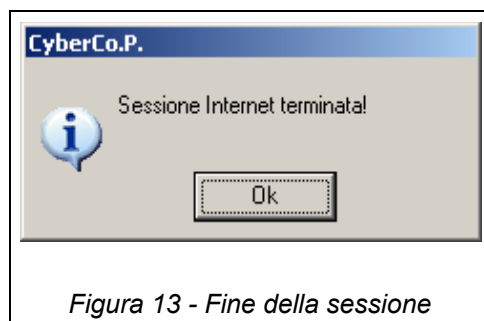 CyberCo.P.
Sessione Internet terminata!
Ok
Figura 13 - Fine della sessione